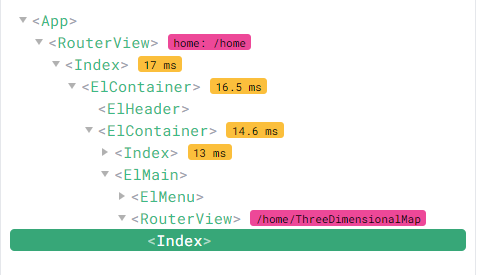 <App>
<RouterView> home: /home
<Index> 17 ms
<ElContainer> 16.5 ms
<ElHeader>
<ElContainer> 14.6 ms
<Index> 13 ms
<ElMain>
<ElMenu>
<RouterView> /home/ThreeDimensionalMap
<Index>